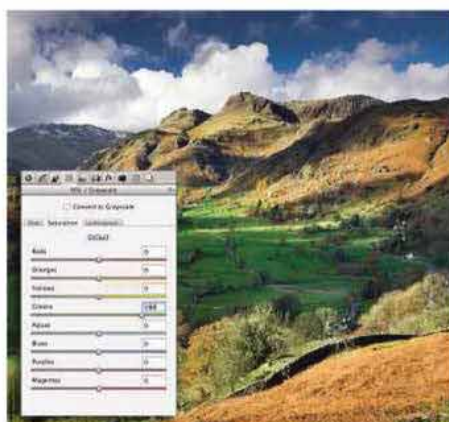 HSL / Grayscale
Convert to Grayscale
Hue Saturation Luminance
Default
Reds 0
Oranges 0
Yellows 0
Greens
Aquas 0
Blues 0
Purples 0
Magentas 0